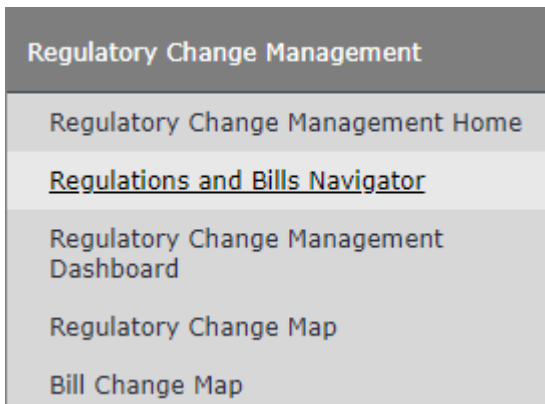 Regulatory Change Management
Regulatory Change Management Home
Regulations and Bills Navigator
Regulatory Change Management
Dashboard
Regulatory Change Map
Bill Change Map